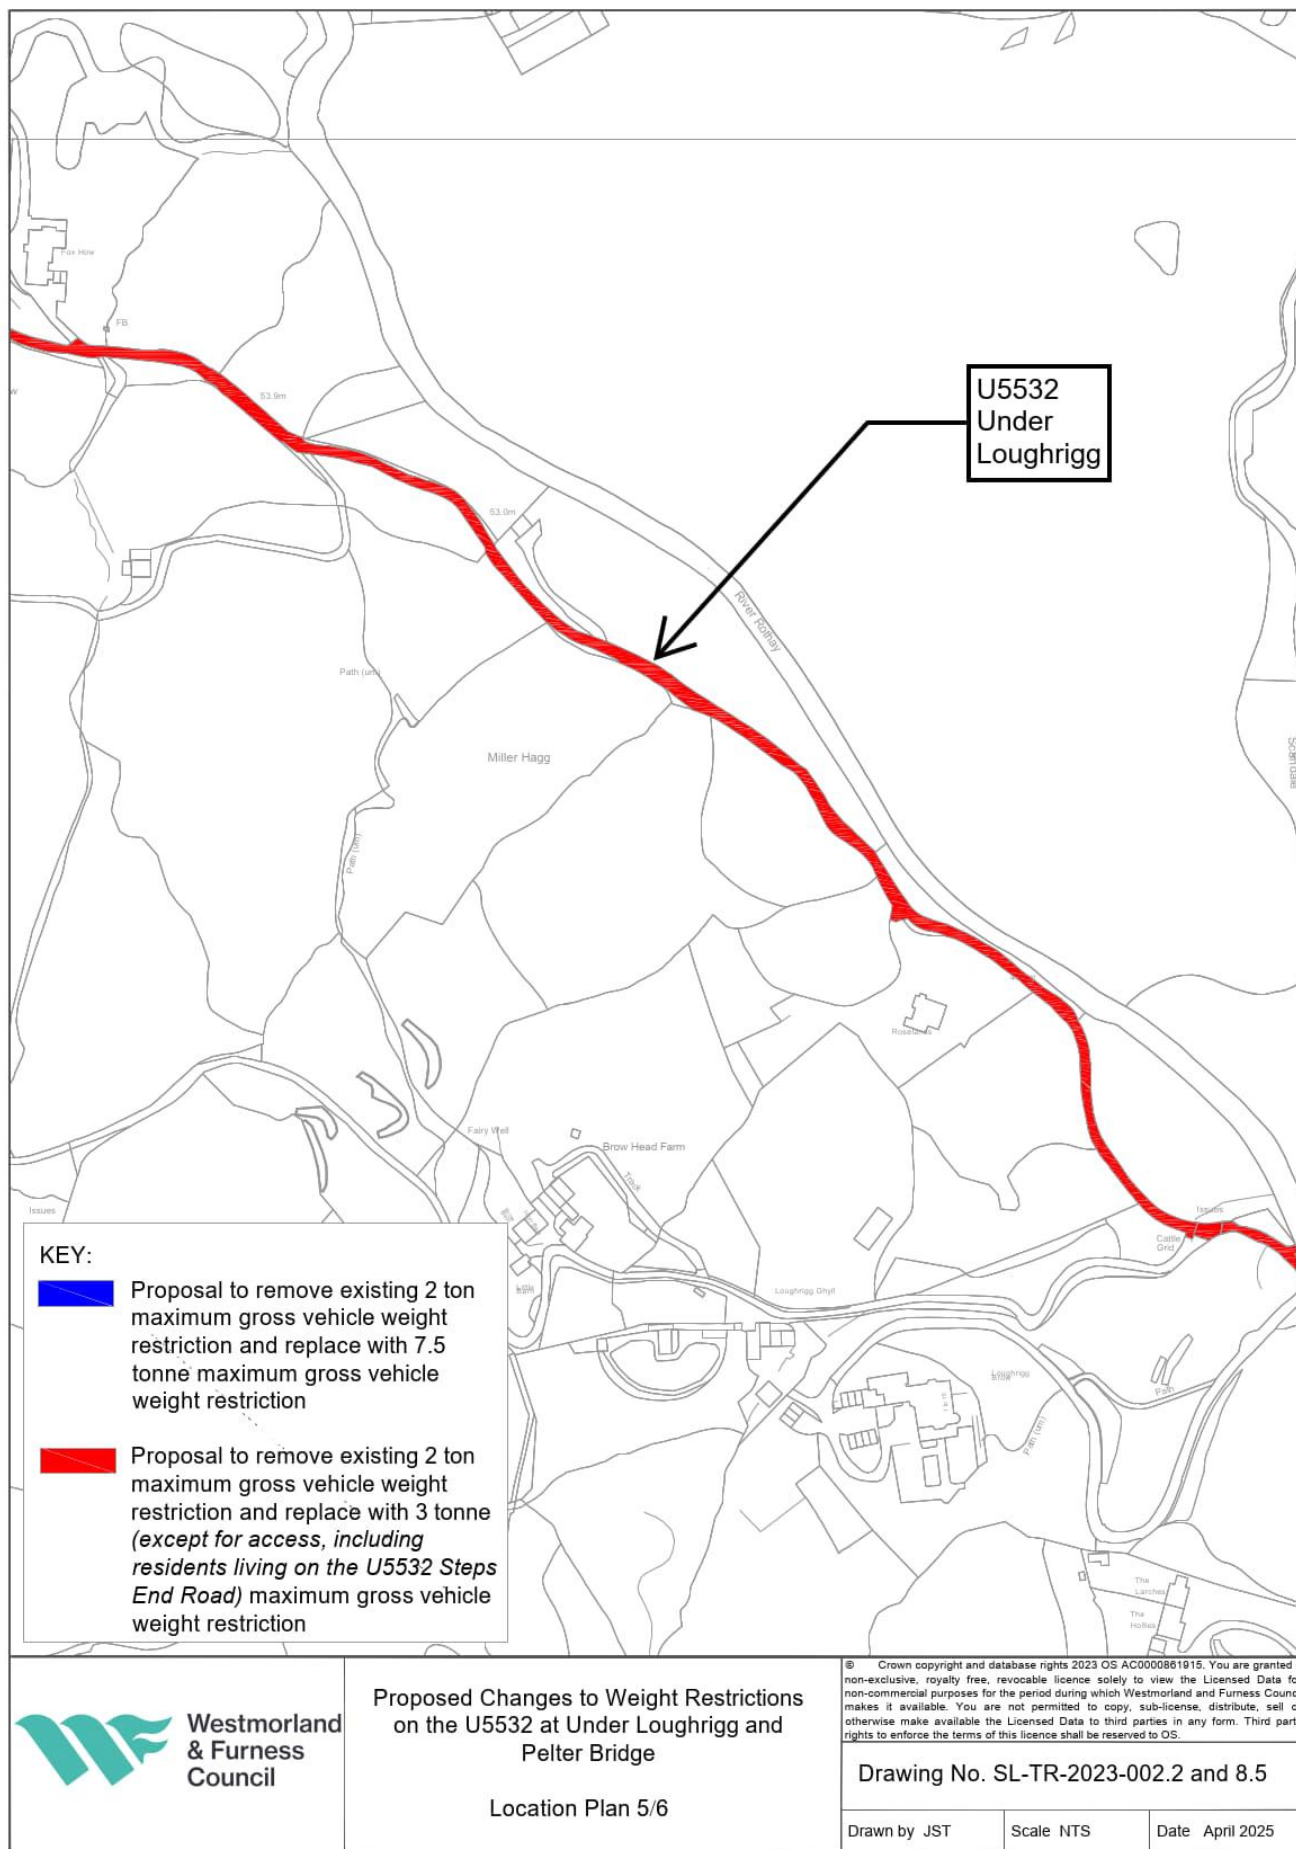 Fox How
FB
53.9m
U5532
Under
Loughrigg
53.0m
River Rothay
Path (um)
Miller Hagg
Path (um)
Roselands
Fairy Well
Brow Head Farm
Track
Issues
Issues
Cattle
Grid
Little
Barn
Loughrigg Ghyll
Loughrigg
Brow
Path
Path (um)
The
Larches
The
Hollies
KEY:
Proposal to remove existing 2 ton
maximum gross vehicle weight
restriction and replace with 7.5
tonne maximum gross vehicle
weight restriction
Proposal to remove existing 2 ton
maximum gross vehicle weight
restriction and replace with 3 tonne
(except for access, including
residents living on the U5532 Steps
End Road) maximum gross vehicle
weight restriction
Westmorland
& Furness
Council
Proposed Changes to Weight Restrictions
on the U5532 at Under Loughrigg and
Pelter Bridge
Location Plan 5/6
© Crown copyright and database rights 2023 OS AC0000861915. You are granted
non-exclusive, royalty free, revocable licence solely to view the Licensed Data fo
non-commercial purposes for the period during which Westmorland and Furness Counc
makes it available. You are not permitted to copy, sub-license, distribute, sell o
otherwise make available the Licensed Data to third parties in any form. Third part
rights to enforce the terms of this licence shall be reserved to OS.
Drawing No. SL-TR-2023-002.2 and 8.5
Drawn by JST
Scale NTS
Date April 2025